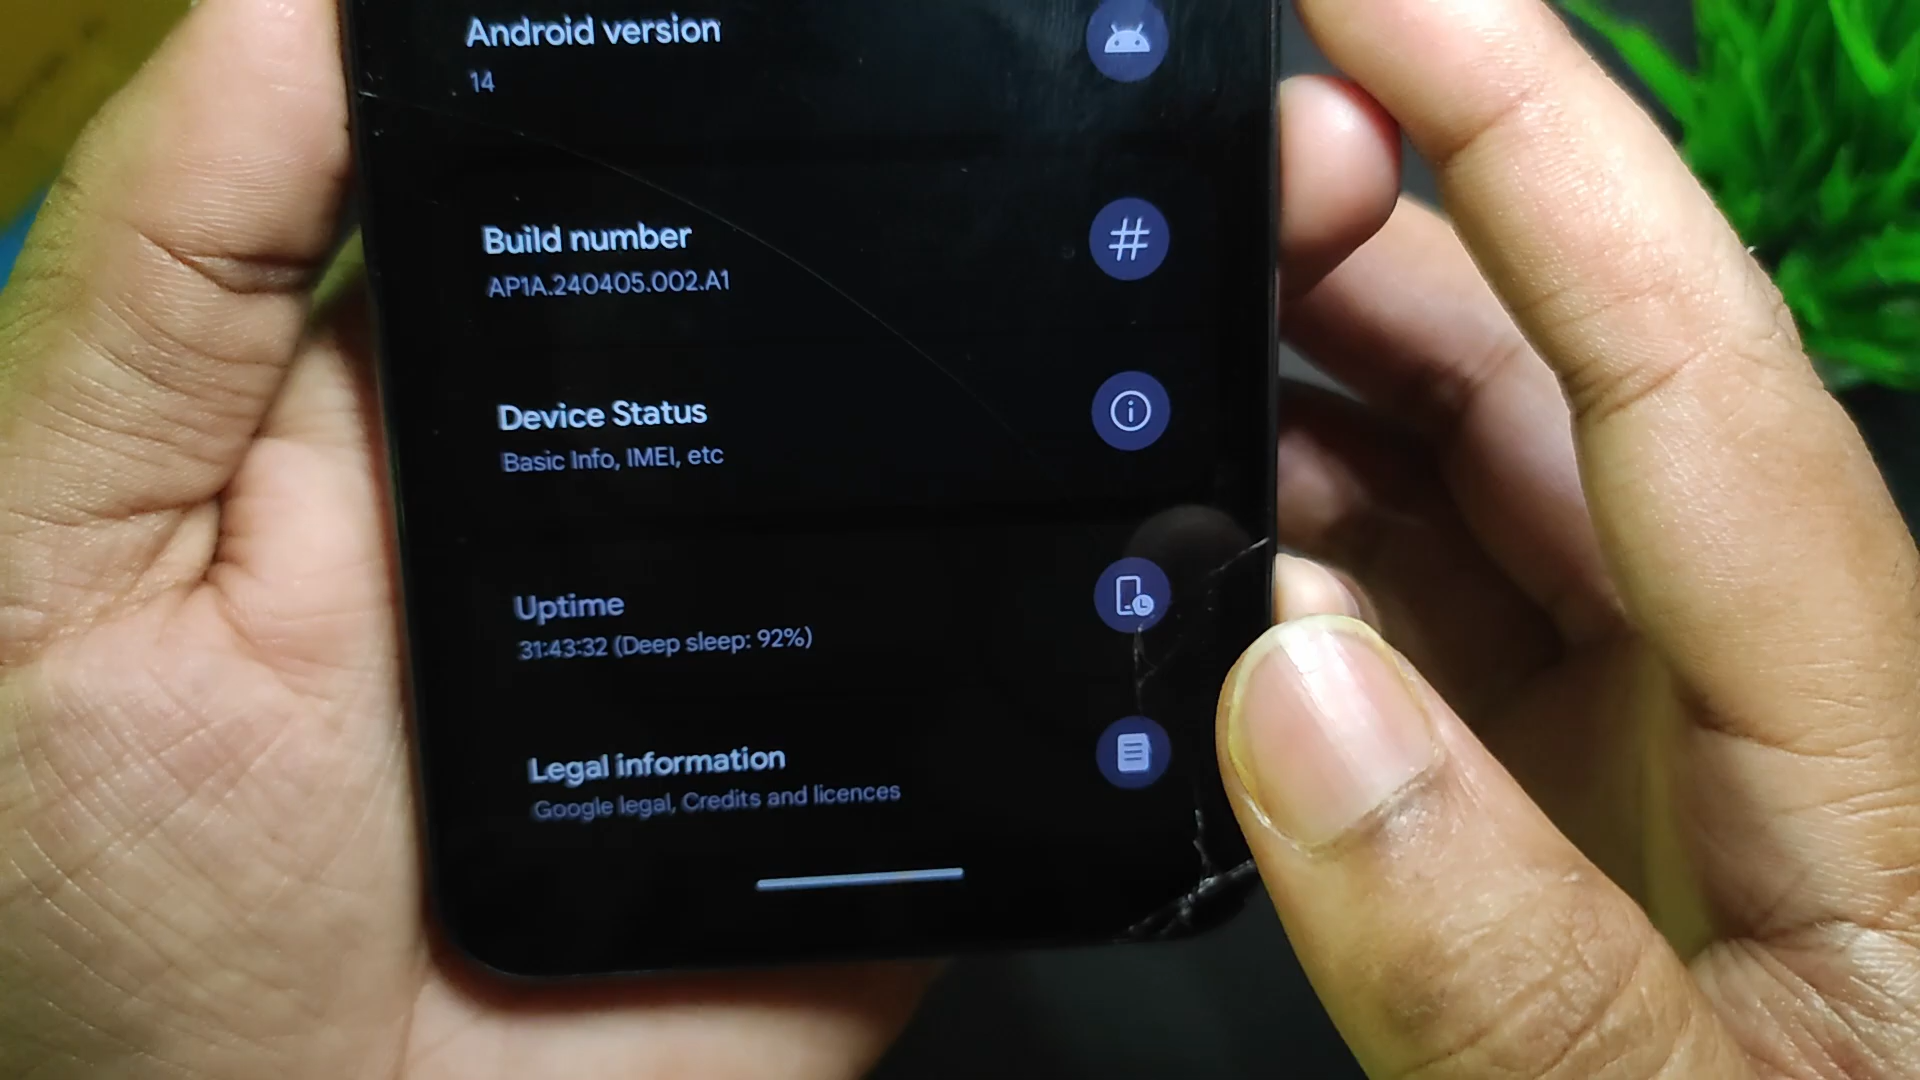 Android version
14
Build number
AP1A.240405.002.A1
Device Status
Basic Info, IMEI, etc
Uptime
31:43:32 (Deep sleep: 92%)
Legal information
Google legal, Credits and licences